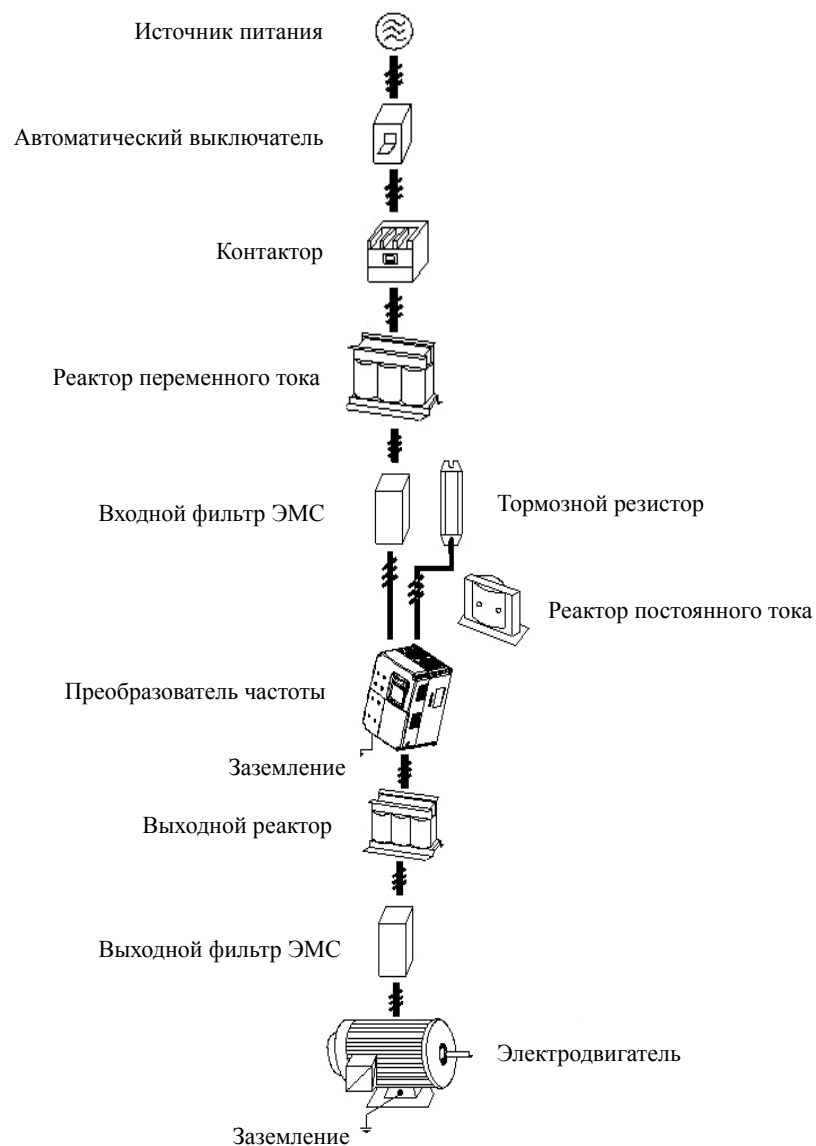 Источник питания
Автоматический выключатель
Контактор
Реактор переменного тока
Входной фильтр ЭМС
Тормозной резистор
Реактор постоянного тока
Преобразователь частоты
Заземление
Выходной реактор
Выходной фильтр ЭМС
Электродвигатель
Заземление